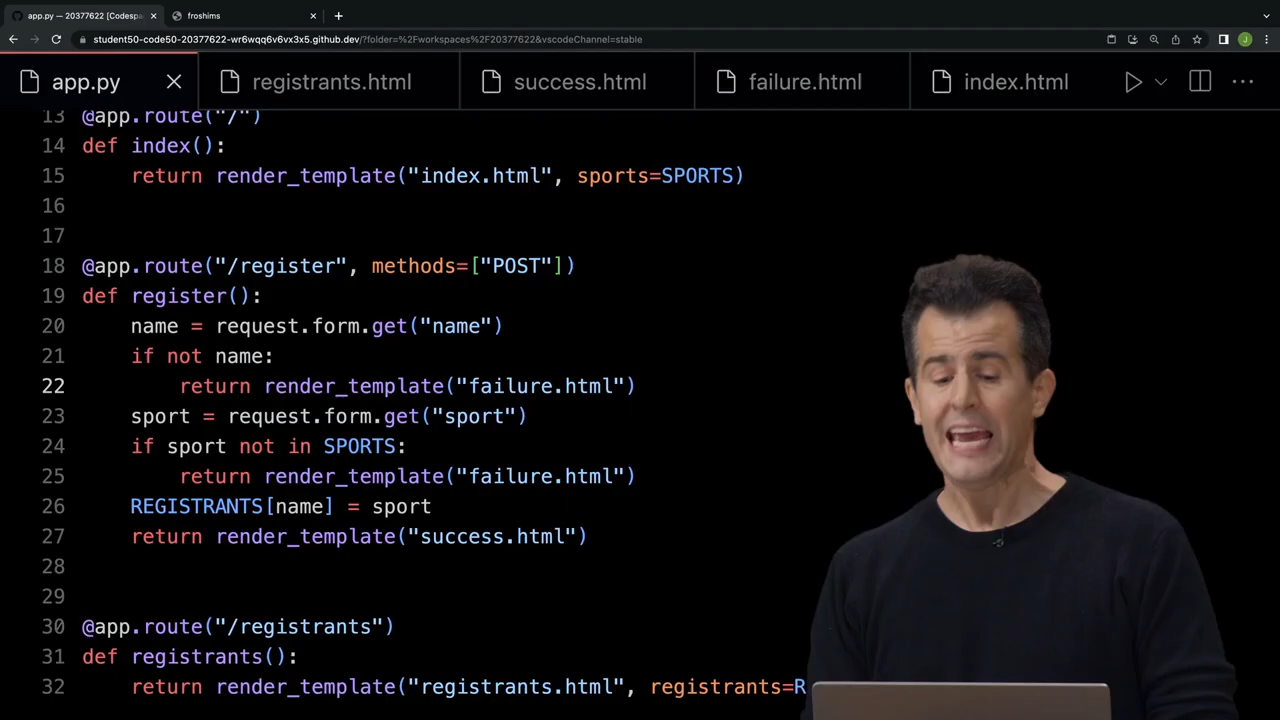 app.py — 20377622 [Codespa
froshims
student50-code50-20377622-wr6wqq6v6vx3x5.github.dev/?folder=%2Fworkspaces%2F20377622&vscodeChannel=stable
J
app.py registrants.html success.html failure.html index.html
13 @app.route("/")
14 def index():
15 return render_template("index.html", sports=SPORTS)
16
17
18 @app.route("/register", methods=["POST"])
19 def register():
20 name = request.form.get("name")
21 if not name:
22 return render_template("failure.html")
23 sport = request.form.get("sport")
24 if sport not in SPORTS:
25 return render_template("failure.html")
26 REGISTRANTS[name] = sport
27 return render_template("success.html")
28
29
30 @app.route("/registrants")
31 def registrants():
32 return render_template("registrants.html", registrants=R